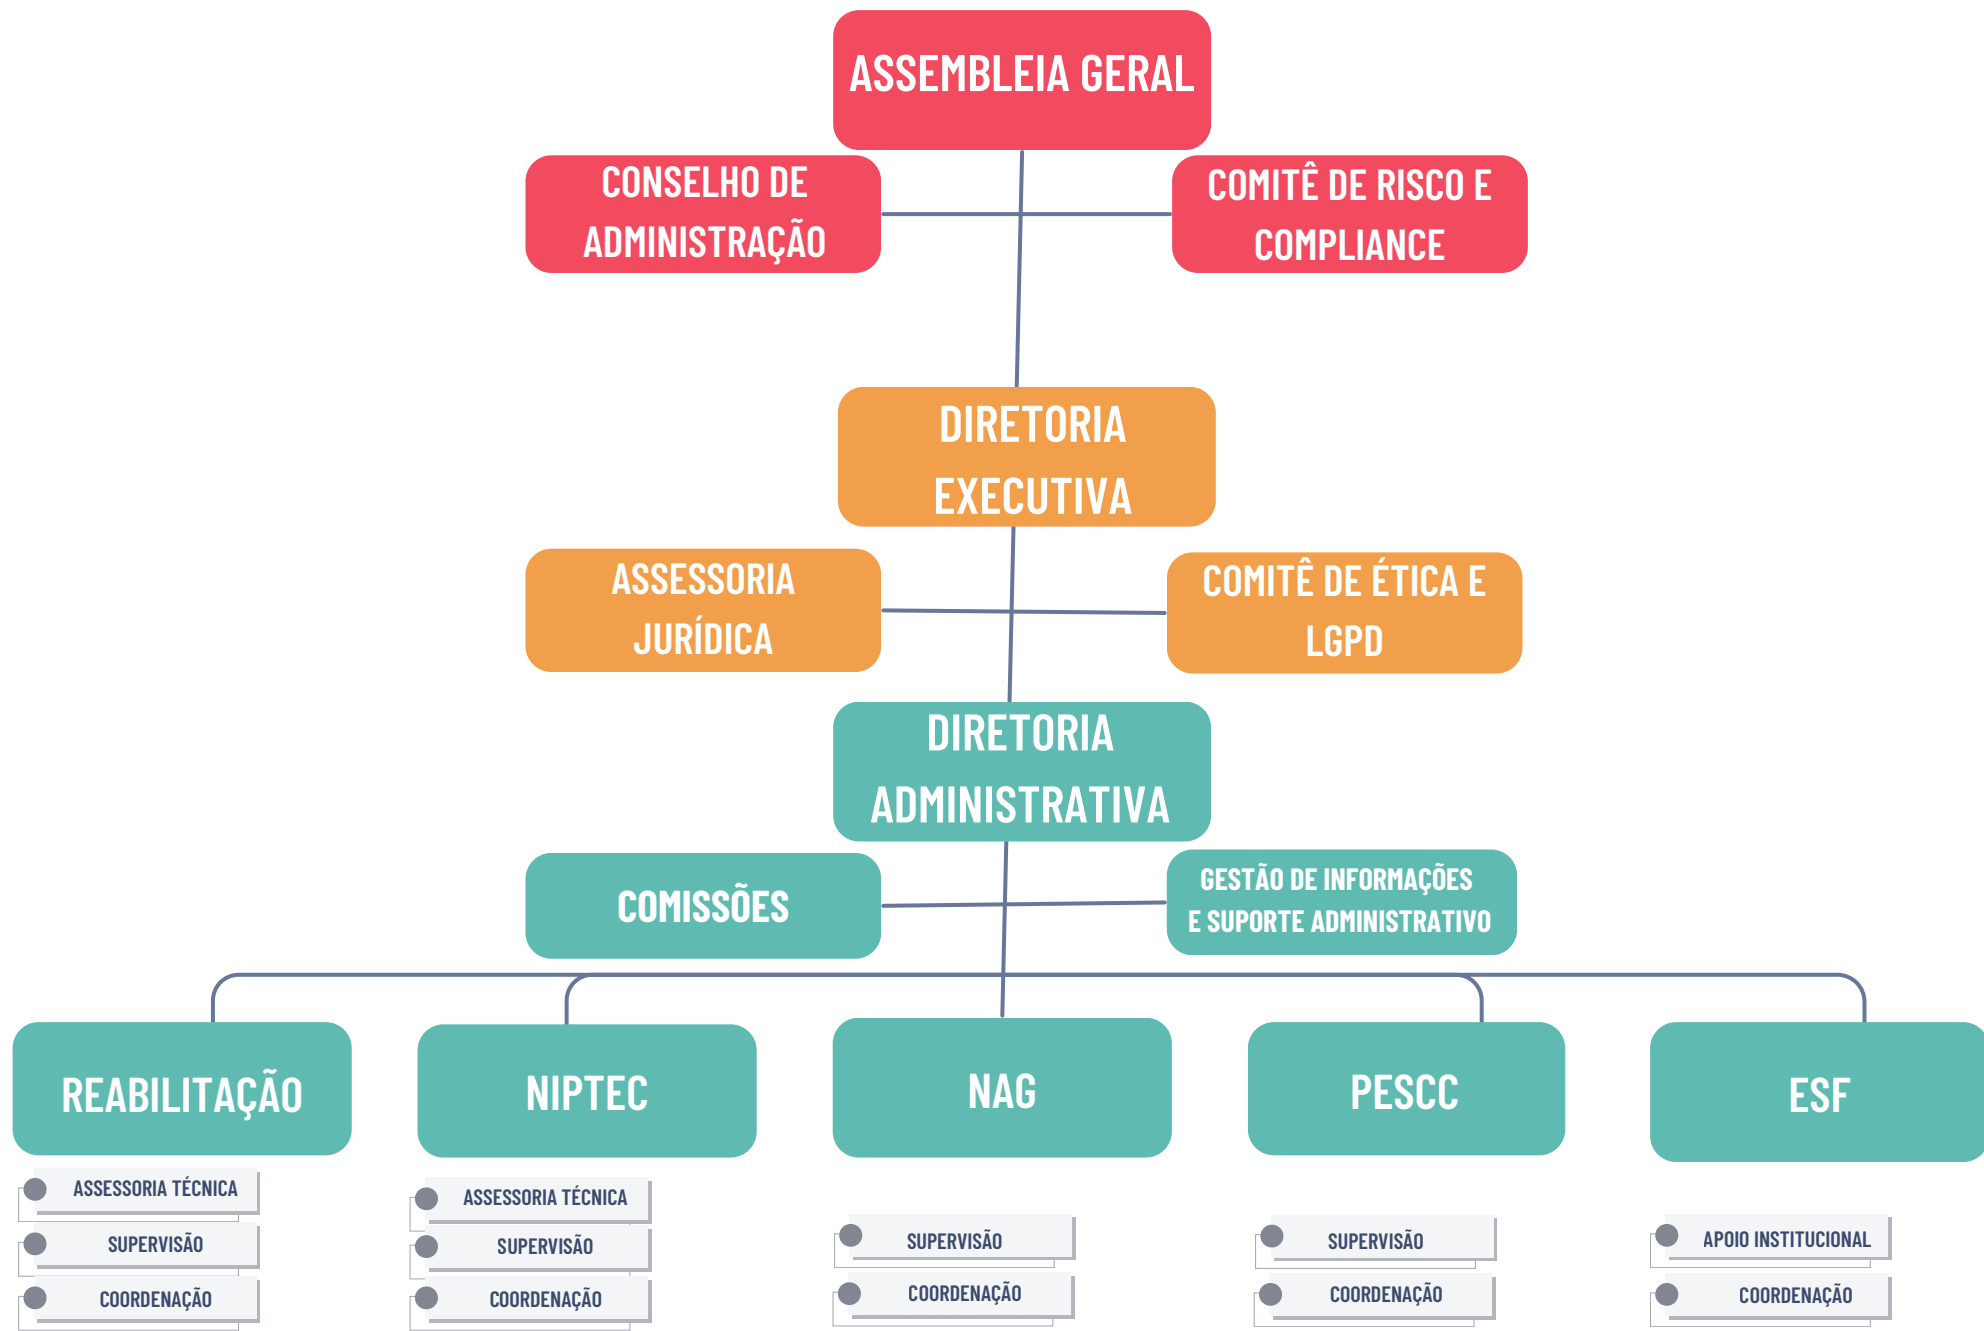 ASSEMBLEIA GERAL
CONSELHO DE
ADMINISTRAÇÃO
COMITÊ DE RISCO E
COMPLIANCE
DIRETORIA
EXECUTIVA
ASSESSORIA
JURÍDICA
COMITÊ DE ÉTICA E
LGPD
DIRETORIA
ADMINISTRATIVA
COMISSÕES
GESTÃO DE INFORMAÇÕES
E SUPORTE ADMINISTRATIVO
REABILITAÇÃO
ASSESSORIA TÉCNICA
SUPERVISÃO
COORDENAÇÃO
NIPTEC
ASSESSORIA TÉCNICA
SUPERVISÃO
COORDENAÇÃO
NAG
SUPERVISÃO
COORDENAÇÃO
PESCC
SUPERVISÃO
COORDENAÇÃO
ESF
APOIO INSTITUCIONAL
COORDENAÇÃO